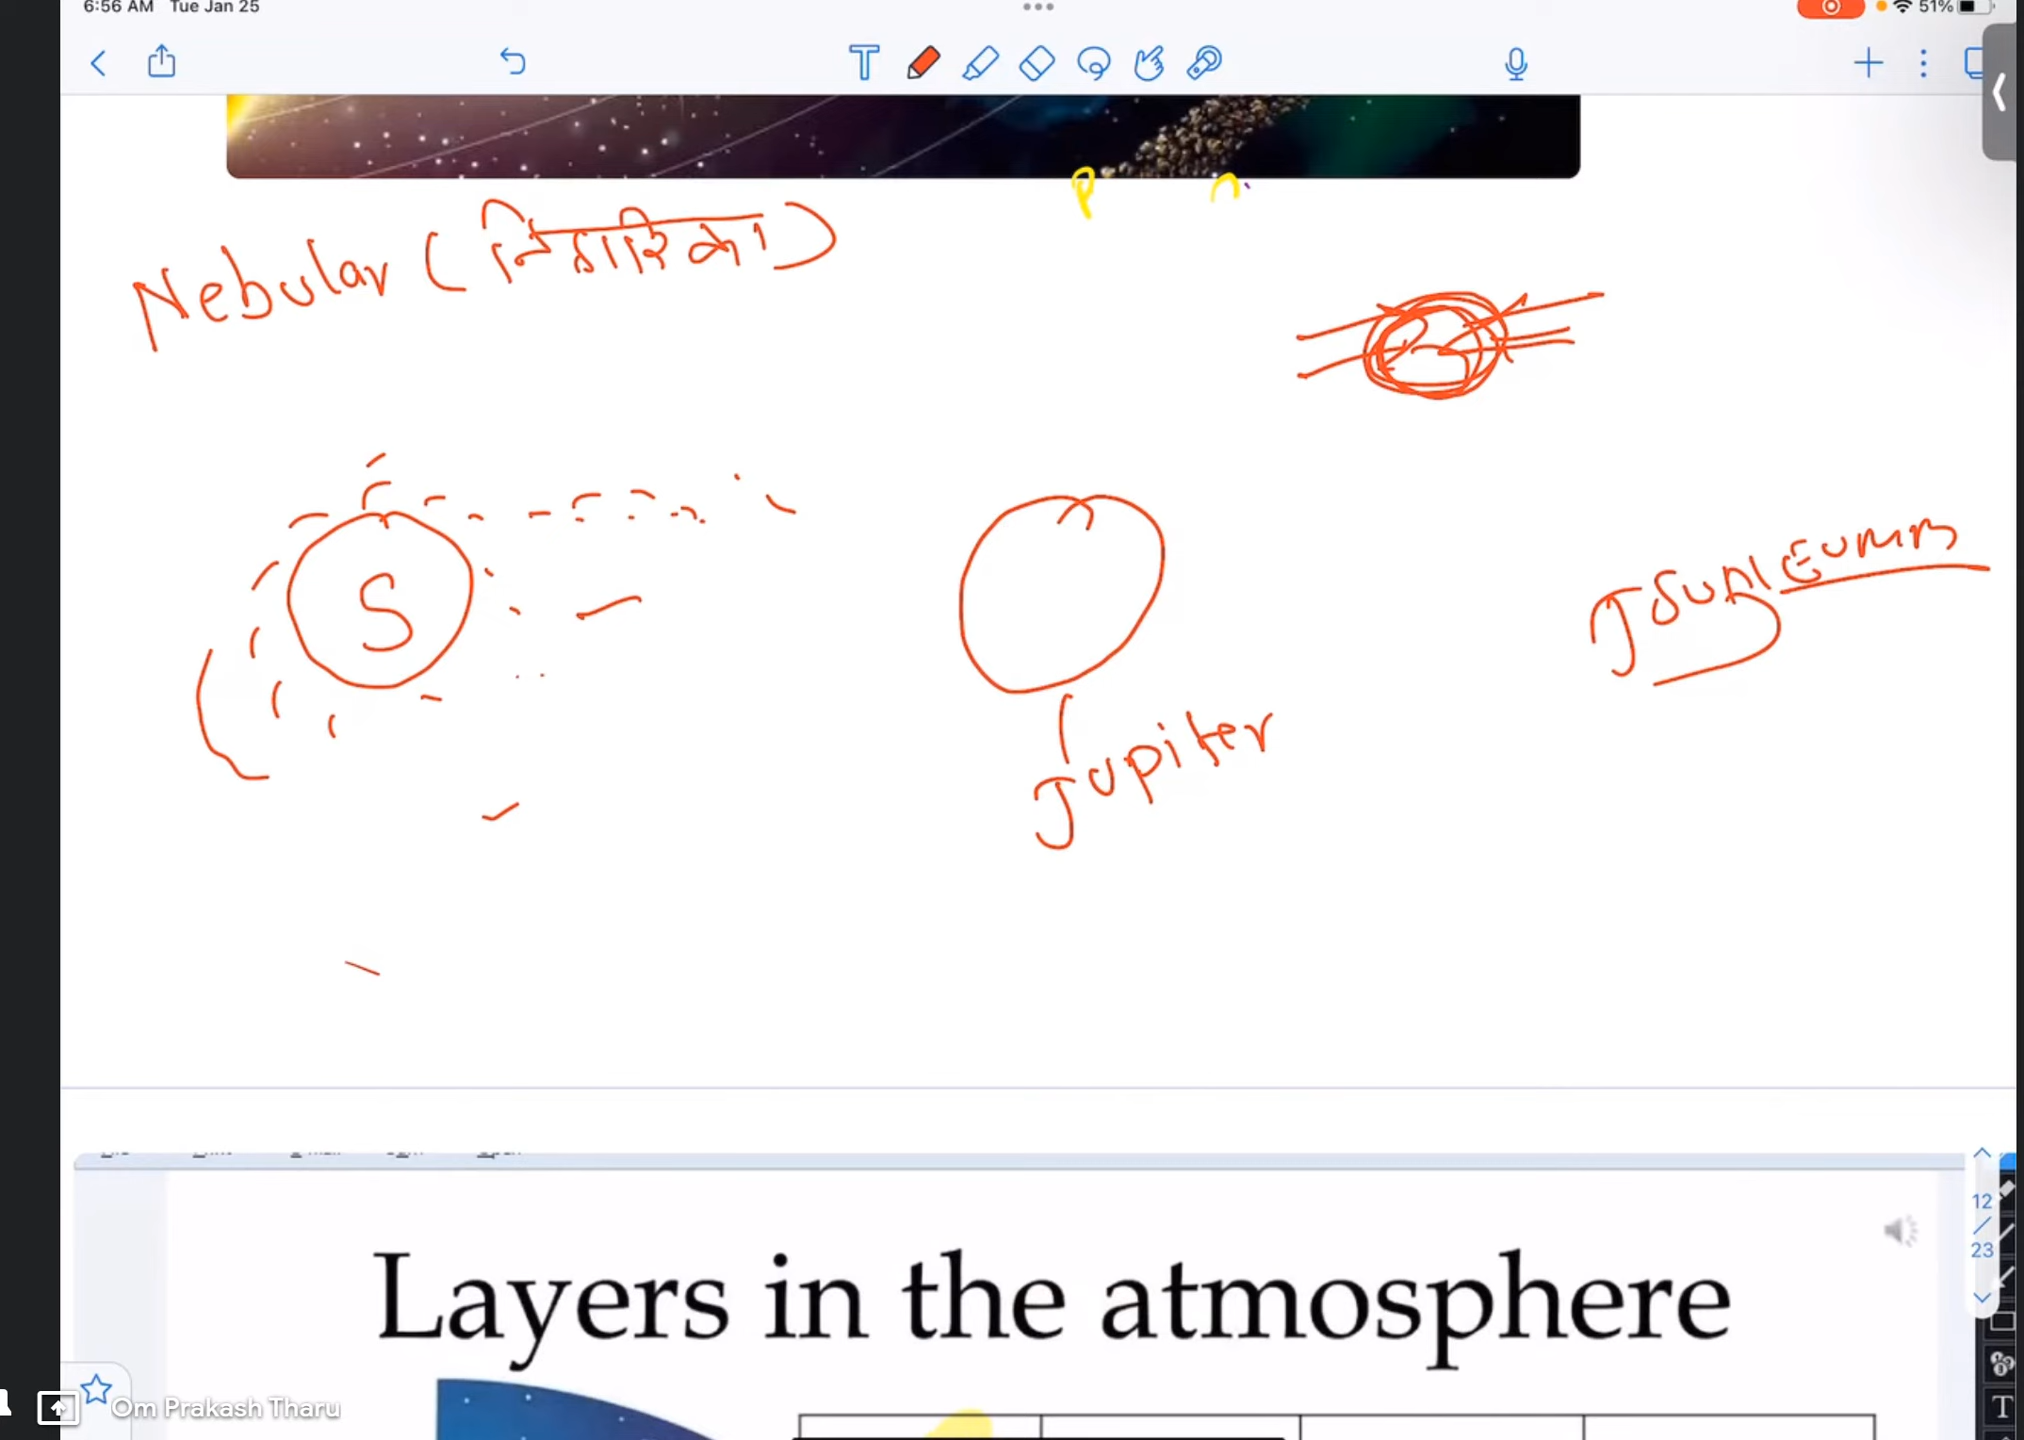 6:56 AM Tue Jan 25
51%
p n
Nebular (निहारिका)
S
Jupiter
12
/
23
Layers in the atmosphere
Om Prakash Tharu
T